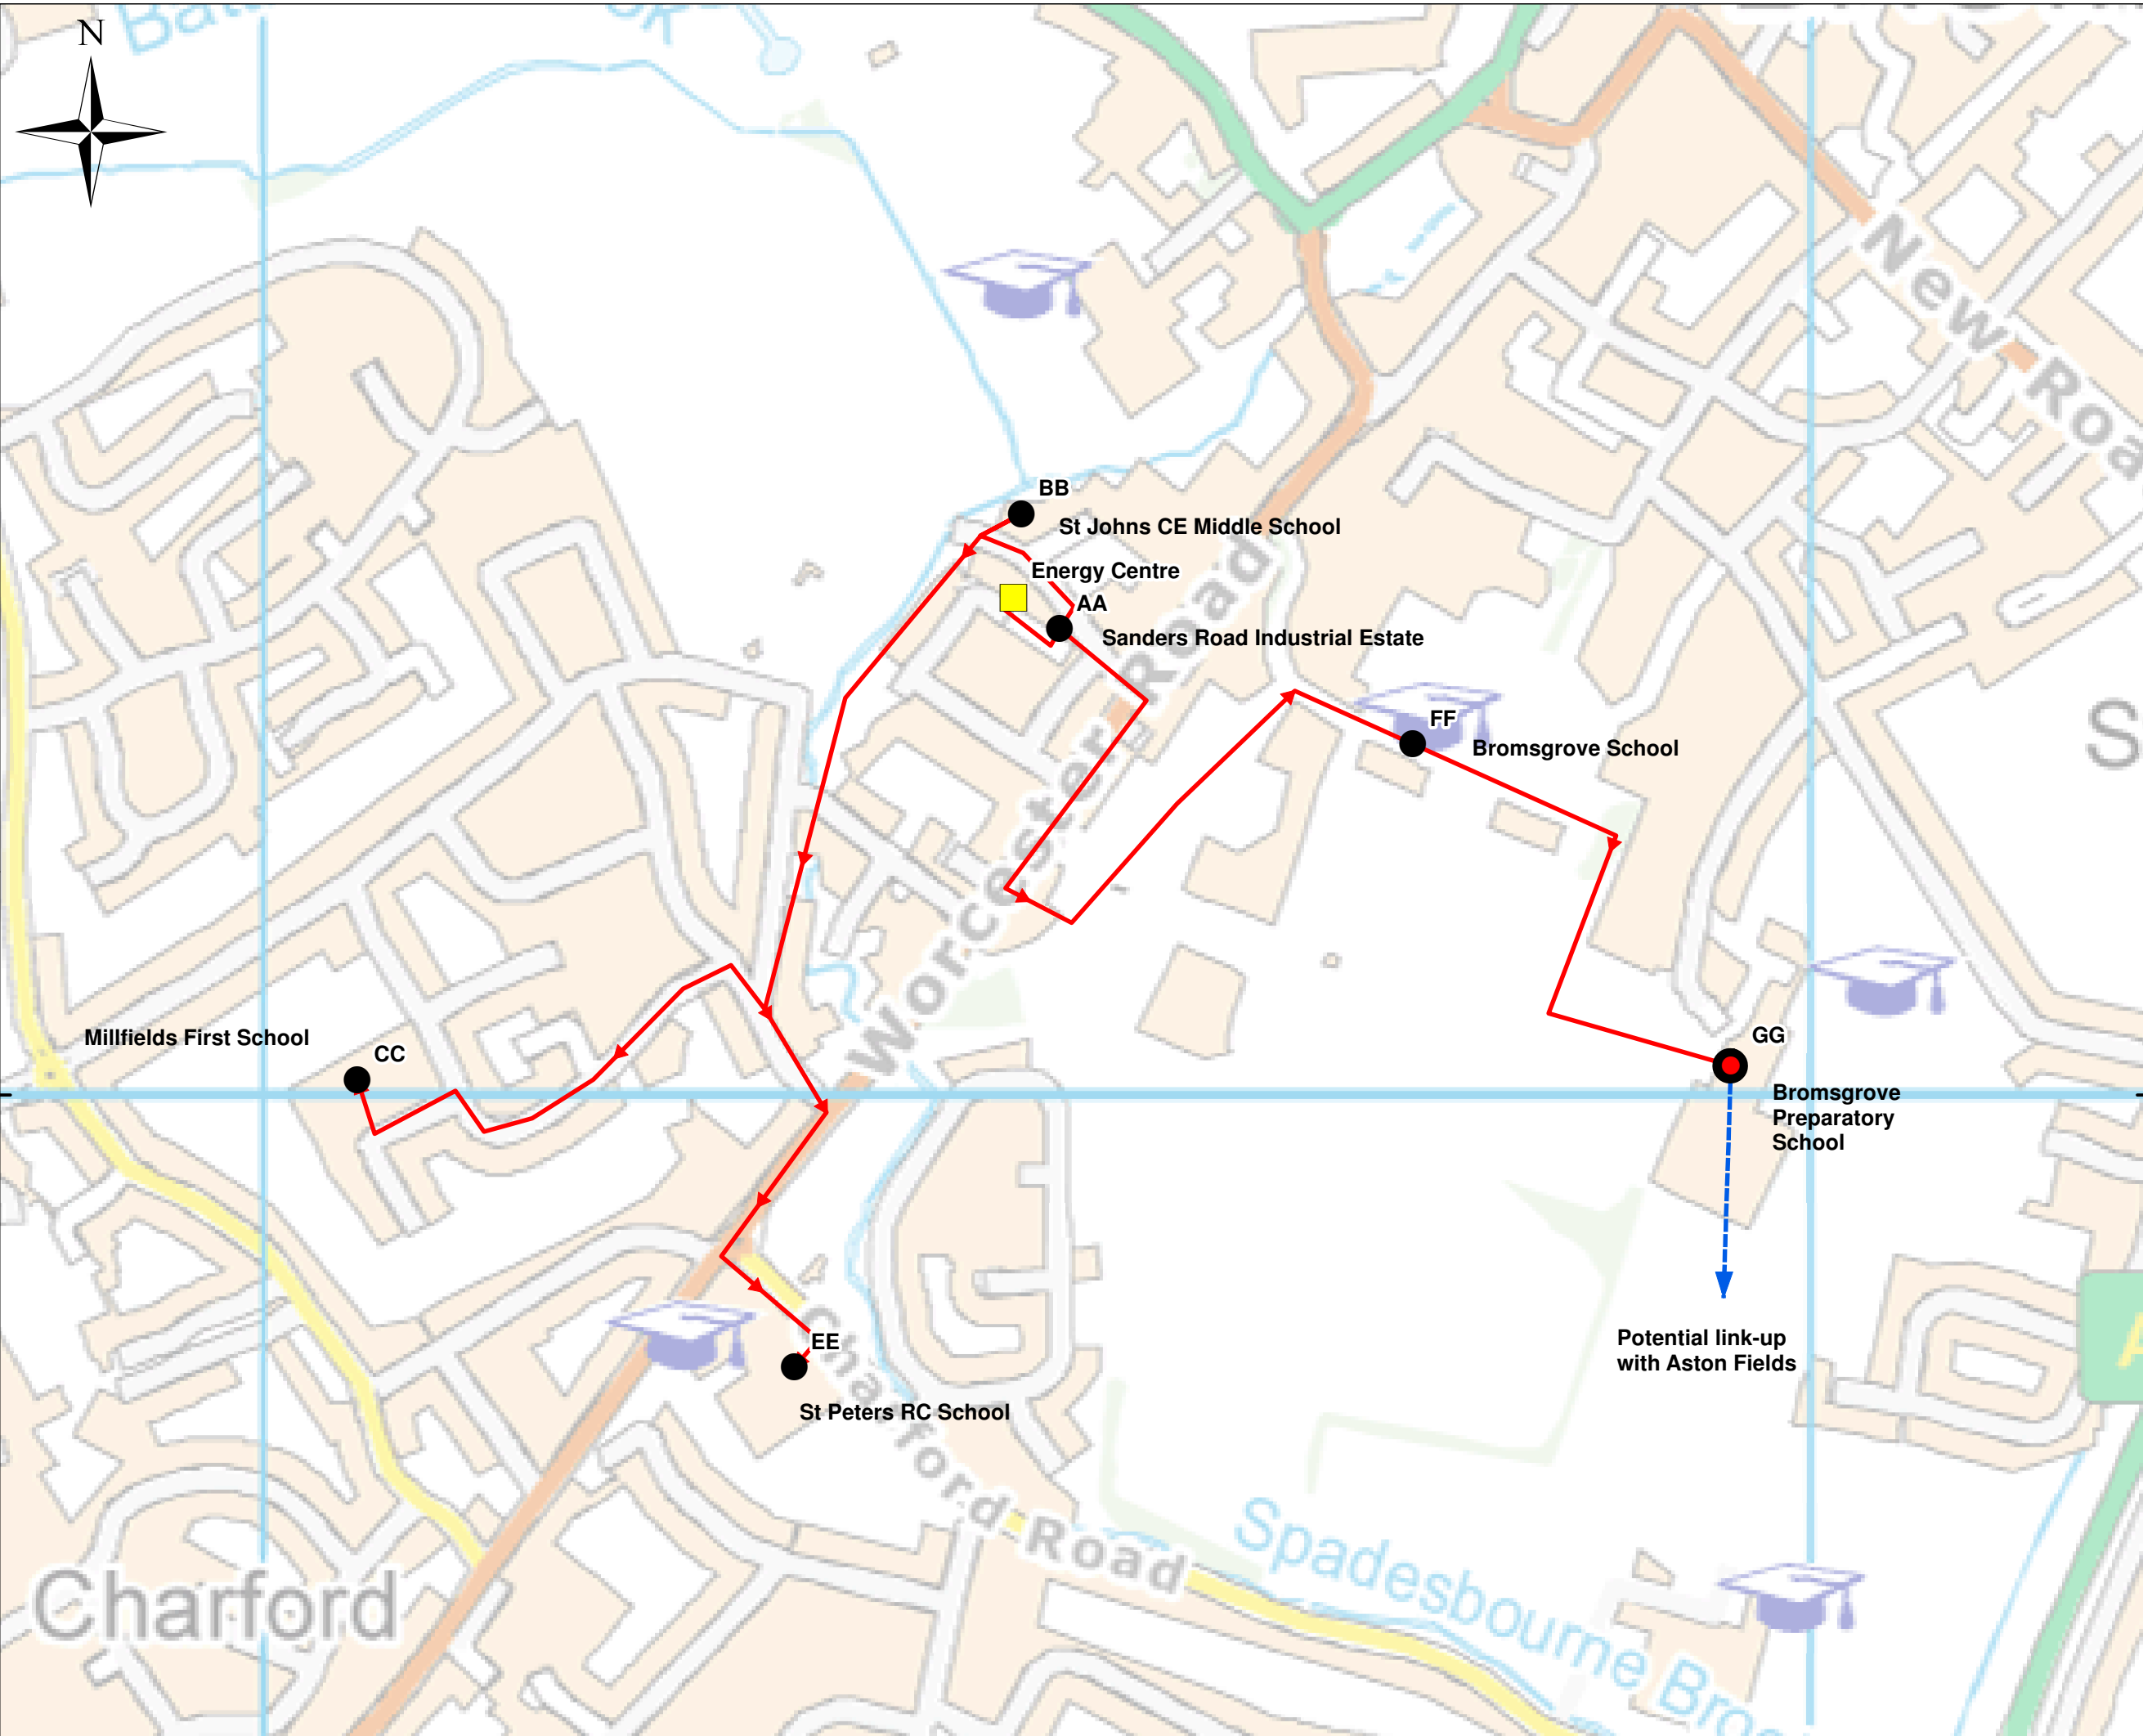 N
New Road
BB
St Johns CE Middle School
Energy Centre
AA
Sanders Road Industrial Estate
Worcester Road
FF
Bromsgrove School
S
Millfields First School
CC
GG
Bromsgrove
Preparatory
School
Potential link-up
with Aston Fields
A
EE
St Peters RC School
Charford Road
Charford
Spadesbourne Broo